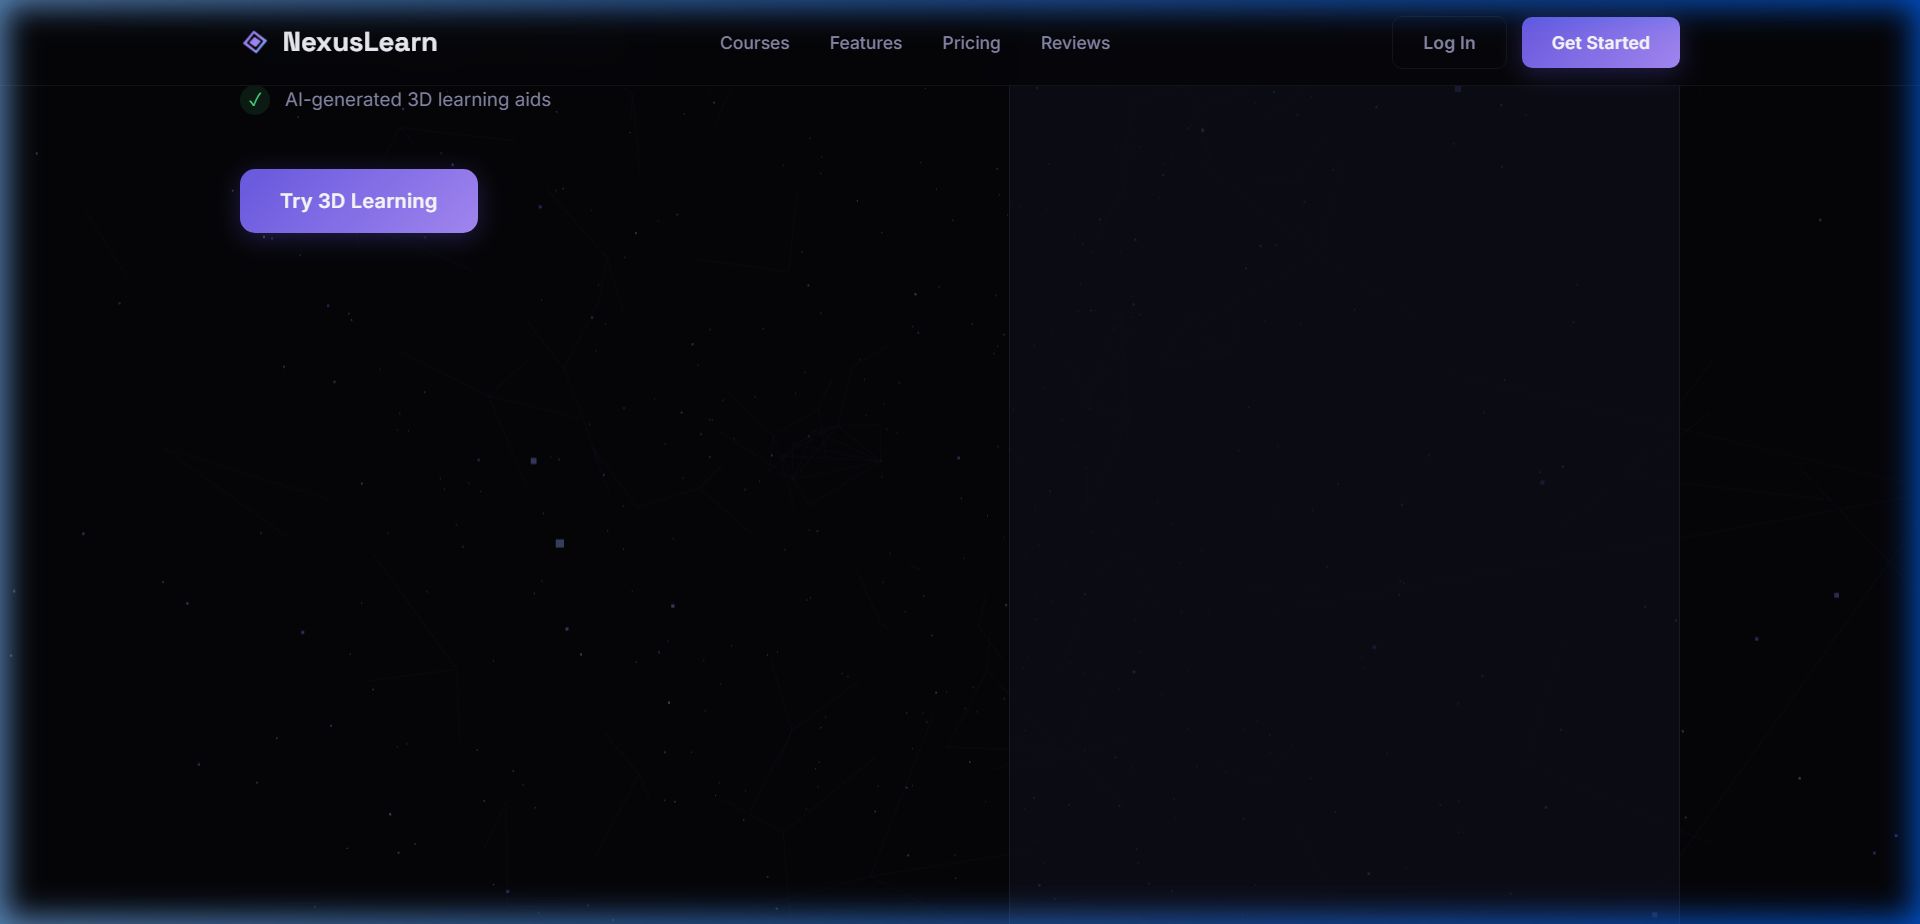 NexusLearn
Courses Features Pricing Reviews
Log In
Get Started
✓ AI-generated 3D learning aids
Try 3D Learning